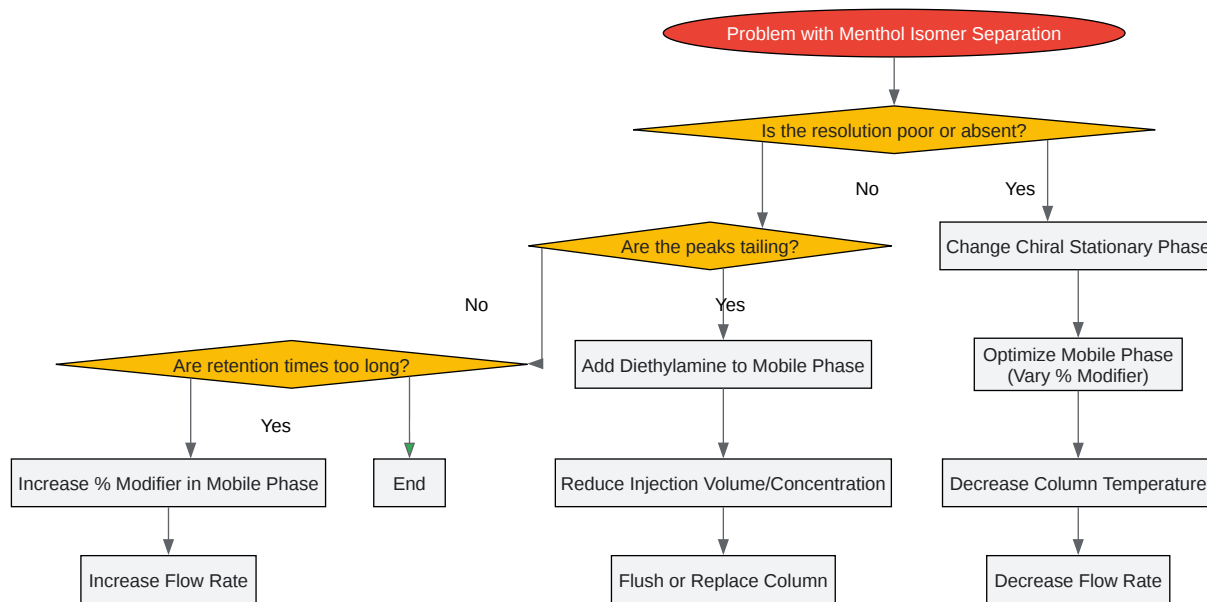 Problem with Menthol Isomer Separation
Is the resolution poor or absent?
No
Yes
Are the peaks tailing?
Change Chiral Stationary Phase
No
Yes
Are retention times too long?
Add Diethylamine to Mobile Phase
Optimize Mobile Phase
(Vary % Modifier)
Yes
Increase % Modifier in Mobile Phase
End
Reduce Injection Volume/Concentration
Decrease Column Temperature
Increase Flow Rate
Flush or Replace Column
Decrease Flow Rate